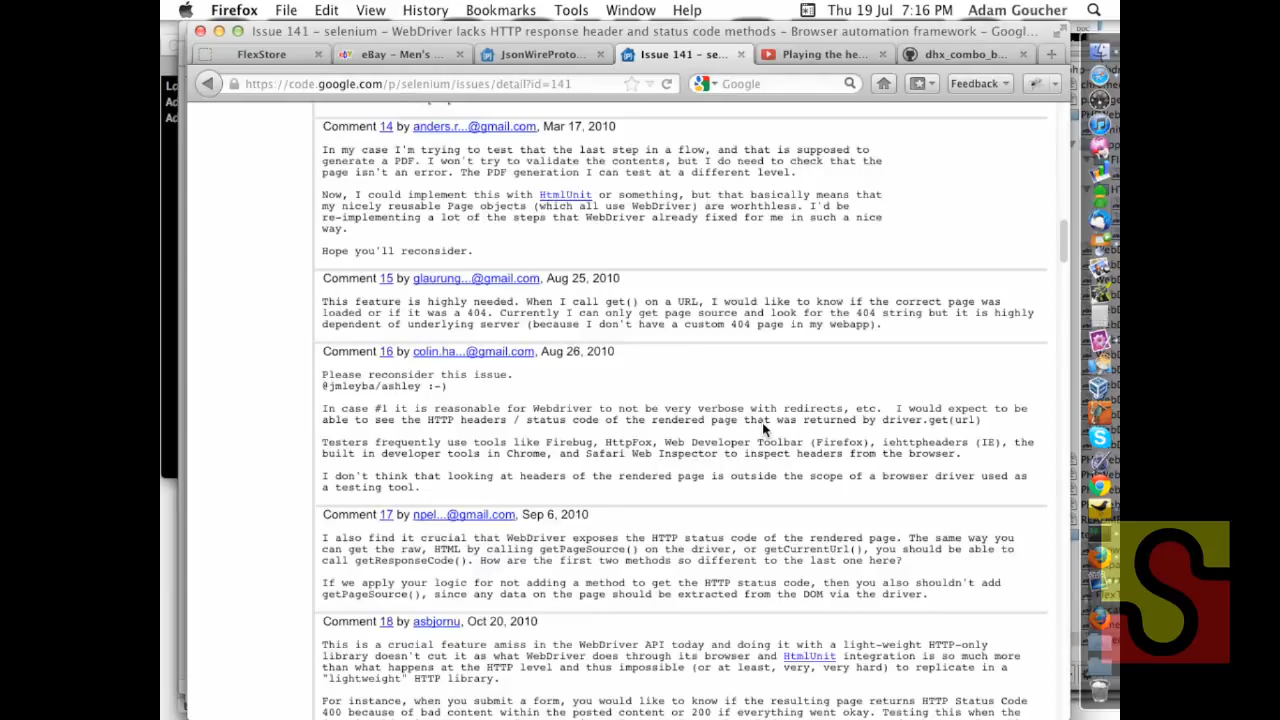 Firefox File Edit View History Bookmarks Tools Window Help Thu 19 Jul 7:16 PM Adam Goucher
Issue 141 – selenium – WebDriver lacks HTTP response header and status code methods – Browser automation framework – Googl...
FlexStore
JsonWireProto...
Issue 141 – se...
Playing the he...
dhx_combo_b...
Google
Feedback
Comment 14 by anders.r...@gmail.com, Mar 17, 2010
In my case I'm trying to test that the last step in a flow, and that is supposed to
generate a PDF. I won't try to validate the contents, but I do need to check that the
page isn't an error. The PDF generation I can test at a different level.
Now, I could implement this with HtmlUnit or something, but that basically means that
my nicely reusable Page objects (which all use WebDriver) are worhthless. I'd be
re-implementing a lot of the steps that WebDriver already fixed for me in such a nice
way.
Hope you'll reconsider.
Comment 15 by glaurung...@gmail.com, Aug 25, 2010
This feature is highly needed. When I call get() on a URL, I would like to know if the correct page was
loaded or if it was a 404. Currently I can only get page source and look for the 404 string but it is highly
dependent of underlying server (because I don't have a custom 404 page in my webapp).
Comment 16 by colin.ha...@gmail.com, Aug 26, 2010
Please reconsider this issue.
@jmleyba/ashley :-)
In case #1 it is reasonable for Webdriver to not be very verbose with redirects, etc. I would expect to be
able to see the HTTP headers / status code of the rendered page that was returned by driver.get(url)
Testers frequently use tools like Firebug, HttpFox, Web Developer Toolbar (Firefox), iehttpheaders (IE), the
built in developer tools in Chrome, and Safari Web Inspector to inspect headers from the browser.
I don't think that looking at headers of the rendered page is outside the scope of a browser driver used as
a testing tool.
Comment 17 by npel...@gmail.com, Sep 6, 2010
I also find it crucial that WebDriver exposes the HTTP status code of the rendered page. The same way you
can get the raw, HTML by calling getPageSource() on the driver, or getCurrentUrl(), you should be able to
call getResponseCode(). How are the first two methods so different to the last one here?
If we apply your logic for not adding a method to get the HTTP status code, then you also shouldn't add
getPageSource(), since any data on the page should be extracted from the DOM via the driver.
Comment 18 by asbjornu, Oct 20, 2010
This is a crucial feature amiss in the WebDriver API today and doing it with a light-weight HTTP-only
library doesn't cut it as what WebDriver does through its browser and HtmlUnit integration is so much more
than what happens at the HTTP level and thus impossible (or at least, very, very hard) to replicate in a
"lightweight" HTTP library.
For instance, when you submit a form, you would like to know if the resulting page returns HTTP Status Code
400 because of bad content within the posted content or 200 if everything went okay. Testing this when the